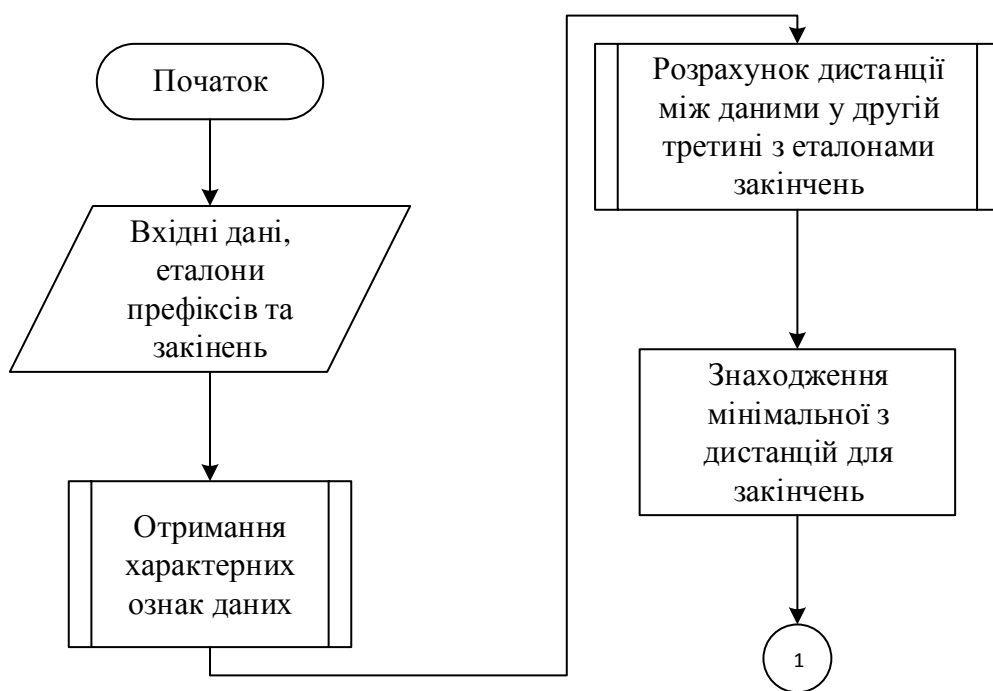 Початок
Вхідні дані,
еталони
префіксів та
закінень
Отримання
характерних
ознак даних
Розрахунок дистанції
між даними у другій
третині з еталонами
закінчень
Знаходження
мінімальної з
дистанцій для
закінчень
1